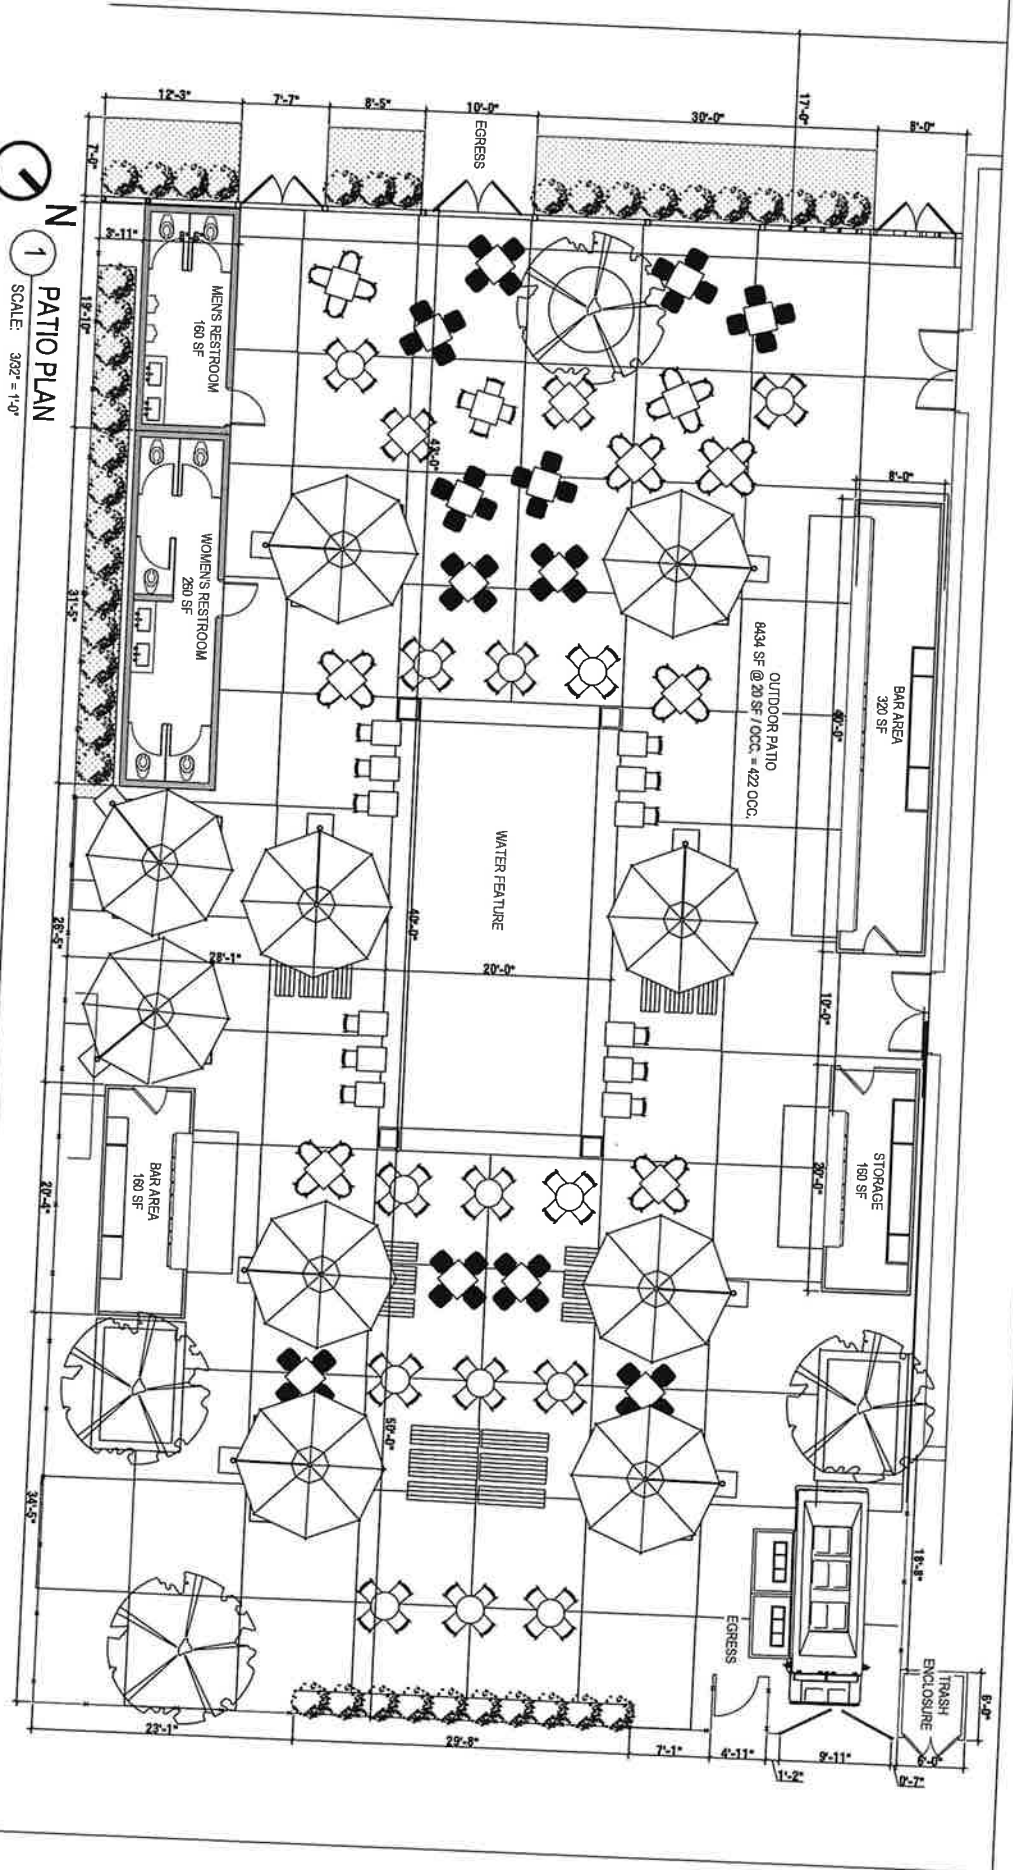 12'-3"
7'-7"
8'-5"
10'-0"
30'-0"
17'-0"
8'-0"
EGRESS
7'-0"
3'-11"
19'-10"
MEN'S RESTROOM
160 SF
WOMEN'S RESTROOM
260 SF
31'-5"
8'-0"
BAR AREA
320 SF
40'-0"
OUTDOOR PATIO
8434 SF @ 20 SF / OCC. = 422 OCC.
WATER FEATURE
40'-0"
20'-0"
28'-1"
26'-5"
10'-0"
STORAGE
160 SF
20'-0"
BAR AREA
160 SF
20'-4"
50'-0"
34'-5"
18'-8"
EGRESS
TRASH
ENCLOSURE
8'-0"
6'-0"
0'-7"
9'-11"
1'-2"
4'-11"
7'-1"
29'-8"
23'-1"
N
1
PATIO PLAN
SCALE: 3/32" = 1'-0"